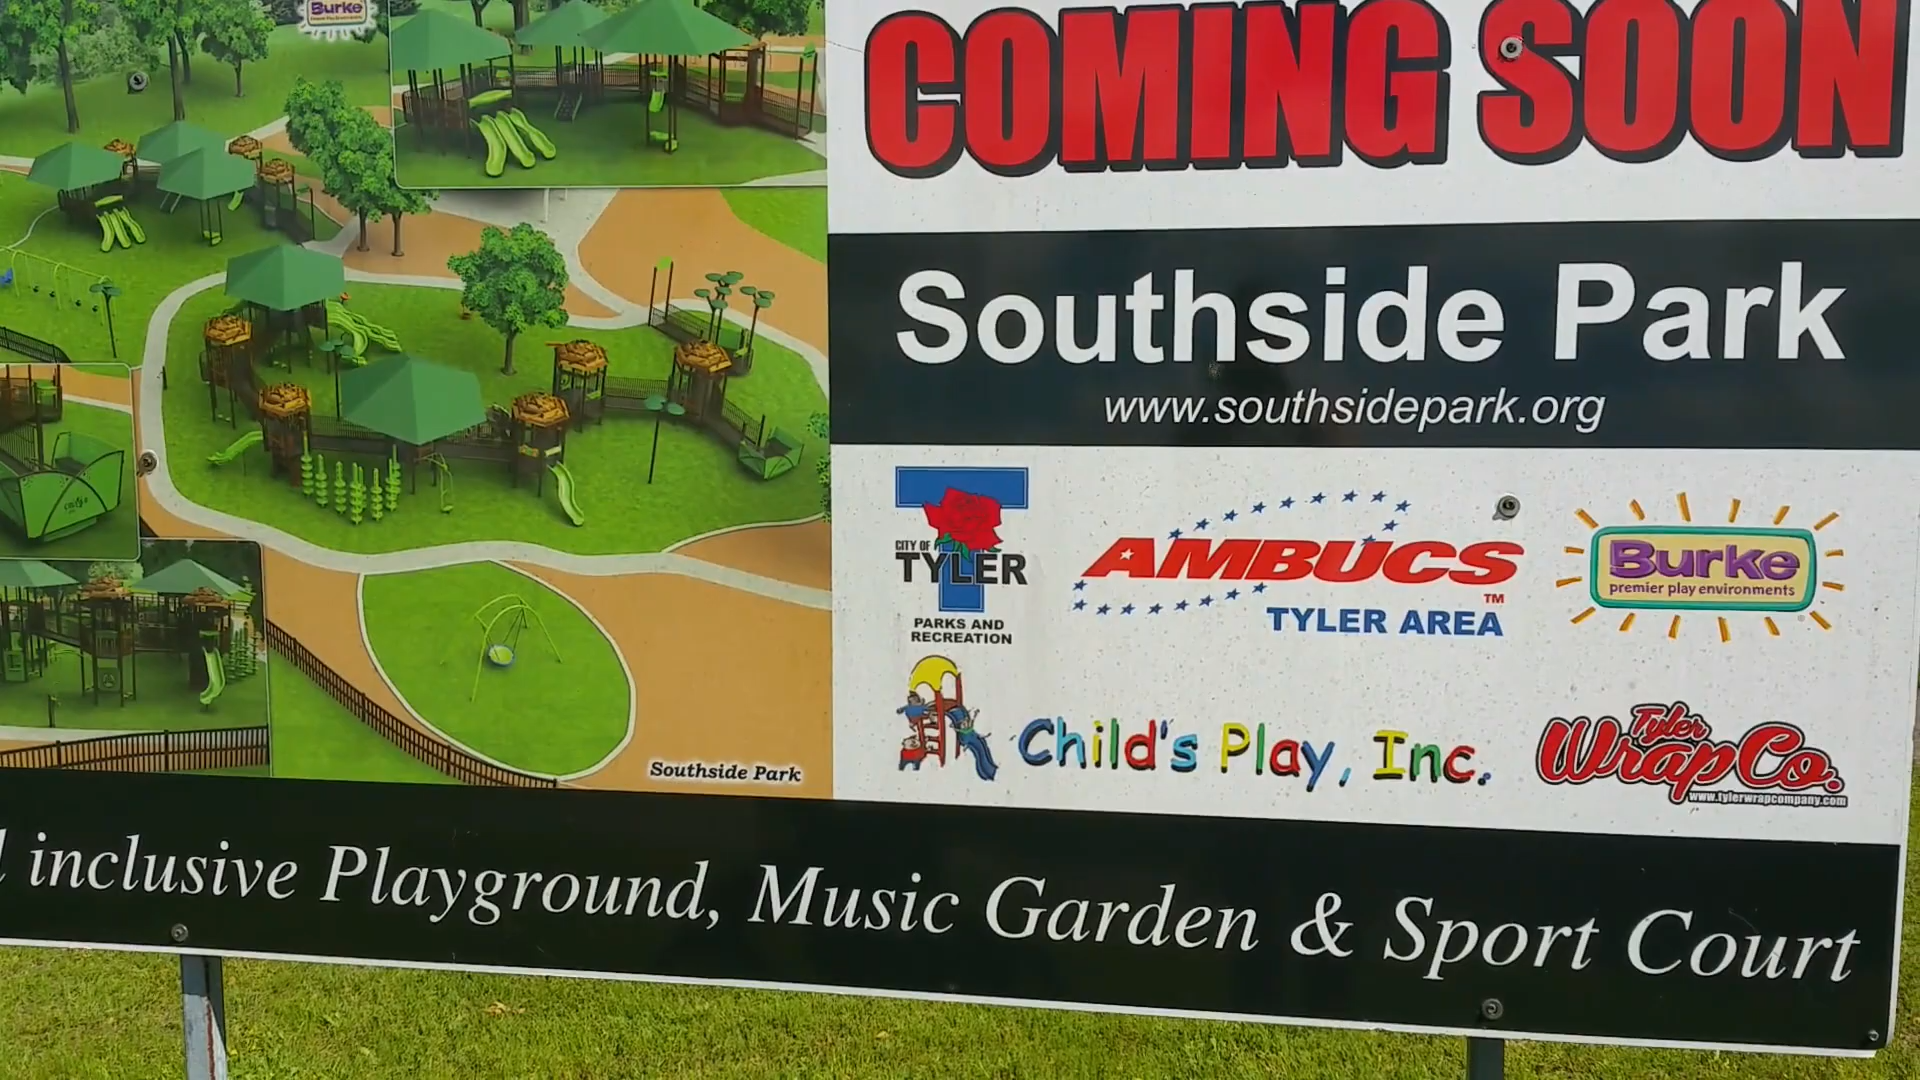 Burke
COMING SOON
Southside Park
www.southsidepark.org
CITY OF
TYLER
PARKS AND
RECREATION
AMBUCS
TM
TYLER AREA
Burke
premier play environments
Child's Play, Inc.
Tyler
Wrap Co.
www.tylerwrapcompany.com
Southside Park
inclusive Playground, Music Garden & Sport Court